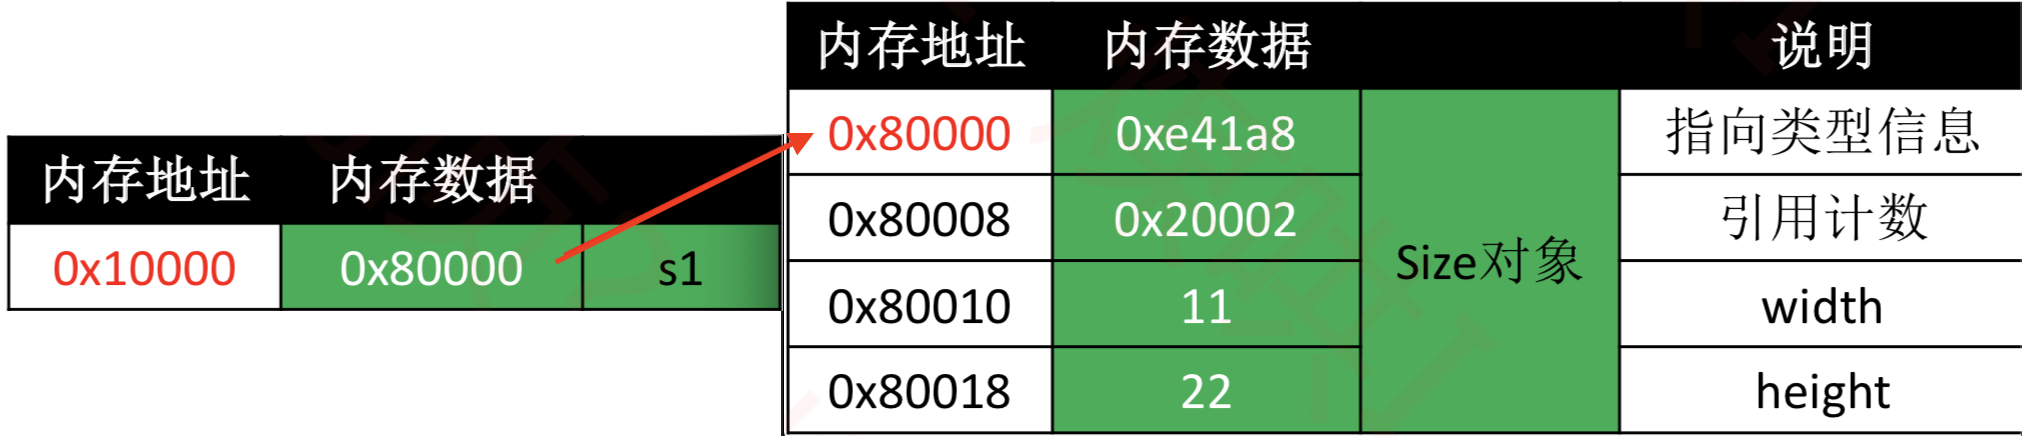 内存地址 内存数据
0x10000 0x80000 s1
内存地址 内存数据 说明
0x80000 0xe41a8 指向类型信息
0x80008 0x20002 引用计数
Size对象
0x80010 11 width
0x80018 22 height